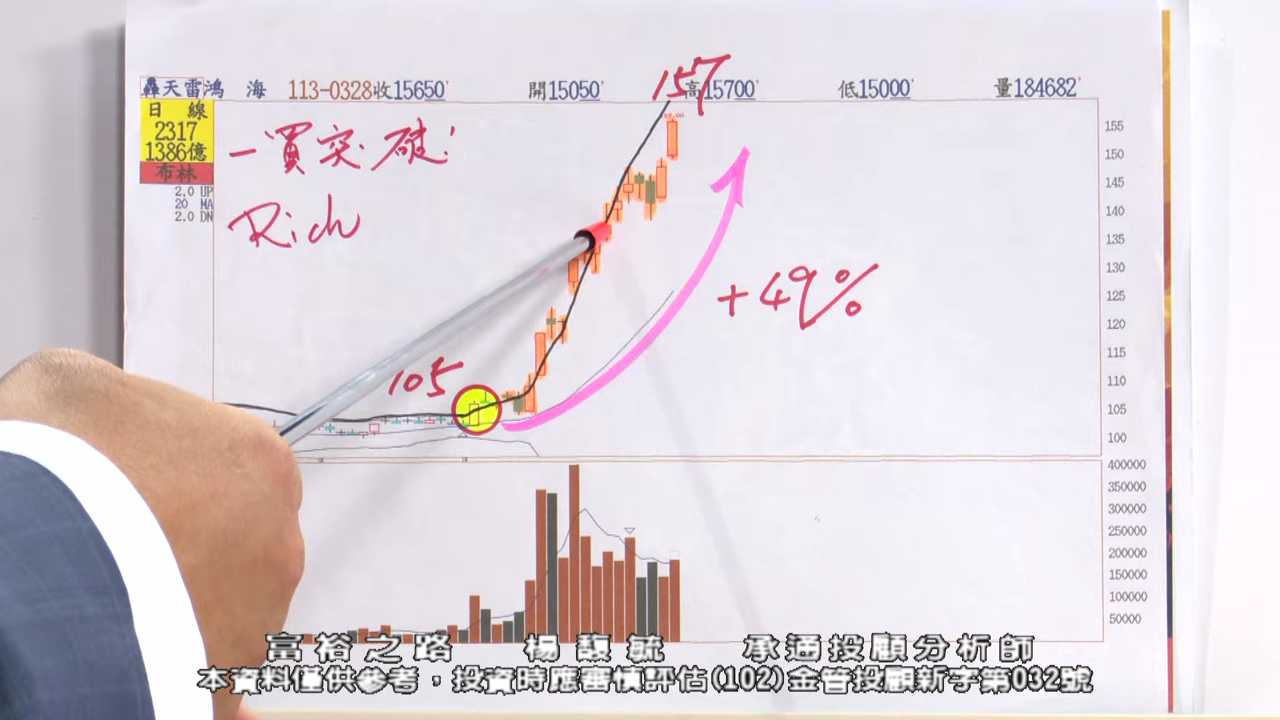 轟天雷鴻 海 113-0328收15650' 開15050' 高15700' 低15000' 量184682'
157
日 線
2317
1386億
布林
2.0 UP
20 MA
2.0 DN
一買突破:
Rich
105
+49%
155
150
145
140
135
130
125
120
115
110
105
100
400000
350000
300000
250000
200000
150000
100000
50000
富裕之路 楊馥毓 承通投顧分析師
本資料僅供參考,投資時應審慎評估(102)金管投顧新字第032號